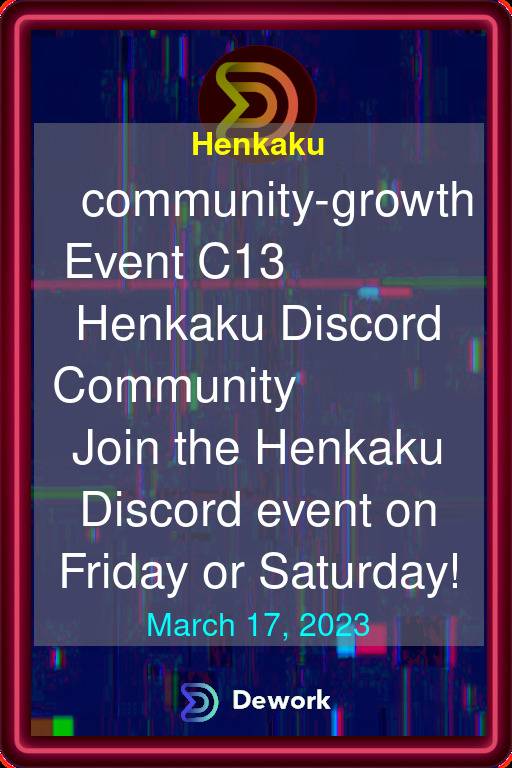 Henkaku
community-growth
Event C13
Henkaku Discord
Community
Join the Henkaku
Discord event on
Friday or Saturday!
March 17, 2023
Dework